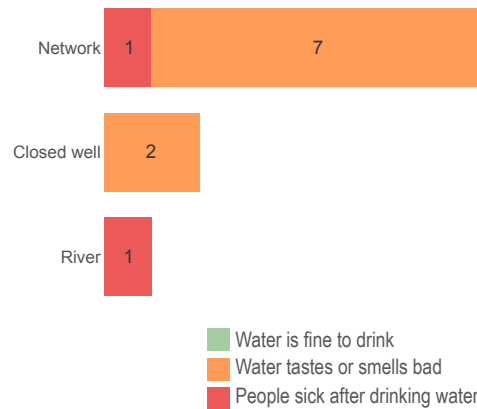 Network 1 7
Closed well 2
River 1
Water is fine to drink
Water tastes or smells bad
People sick after drinking water